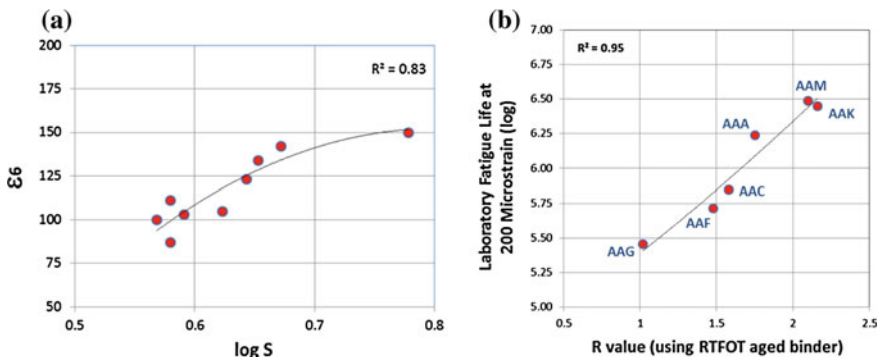 (a)
200
175
150
125
100
75
50
R² = 0.83
ε6
0.5 0.6 0.7 0.8
log S
(b)
7.00
6.75
6.50
6.25
6.00
5.75
5.50
5.25
5.00
R² = 0.95
AAM
AAK
AAA
AAC
AAF
AAG
Laboratory Fatigue Life at
200 Microstrain (log)
0.5 1 1.5 2 2.5
R value (using RTFOT aged binder)